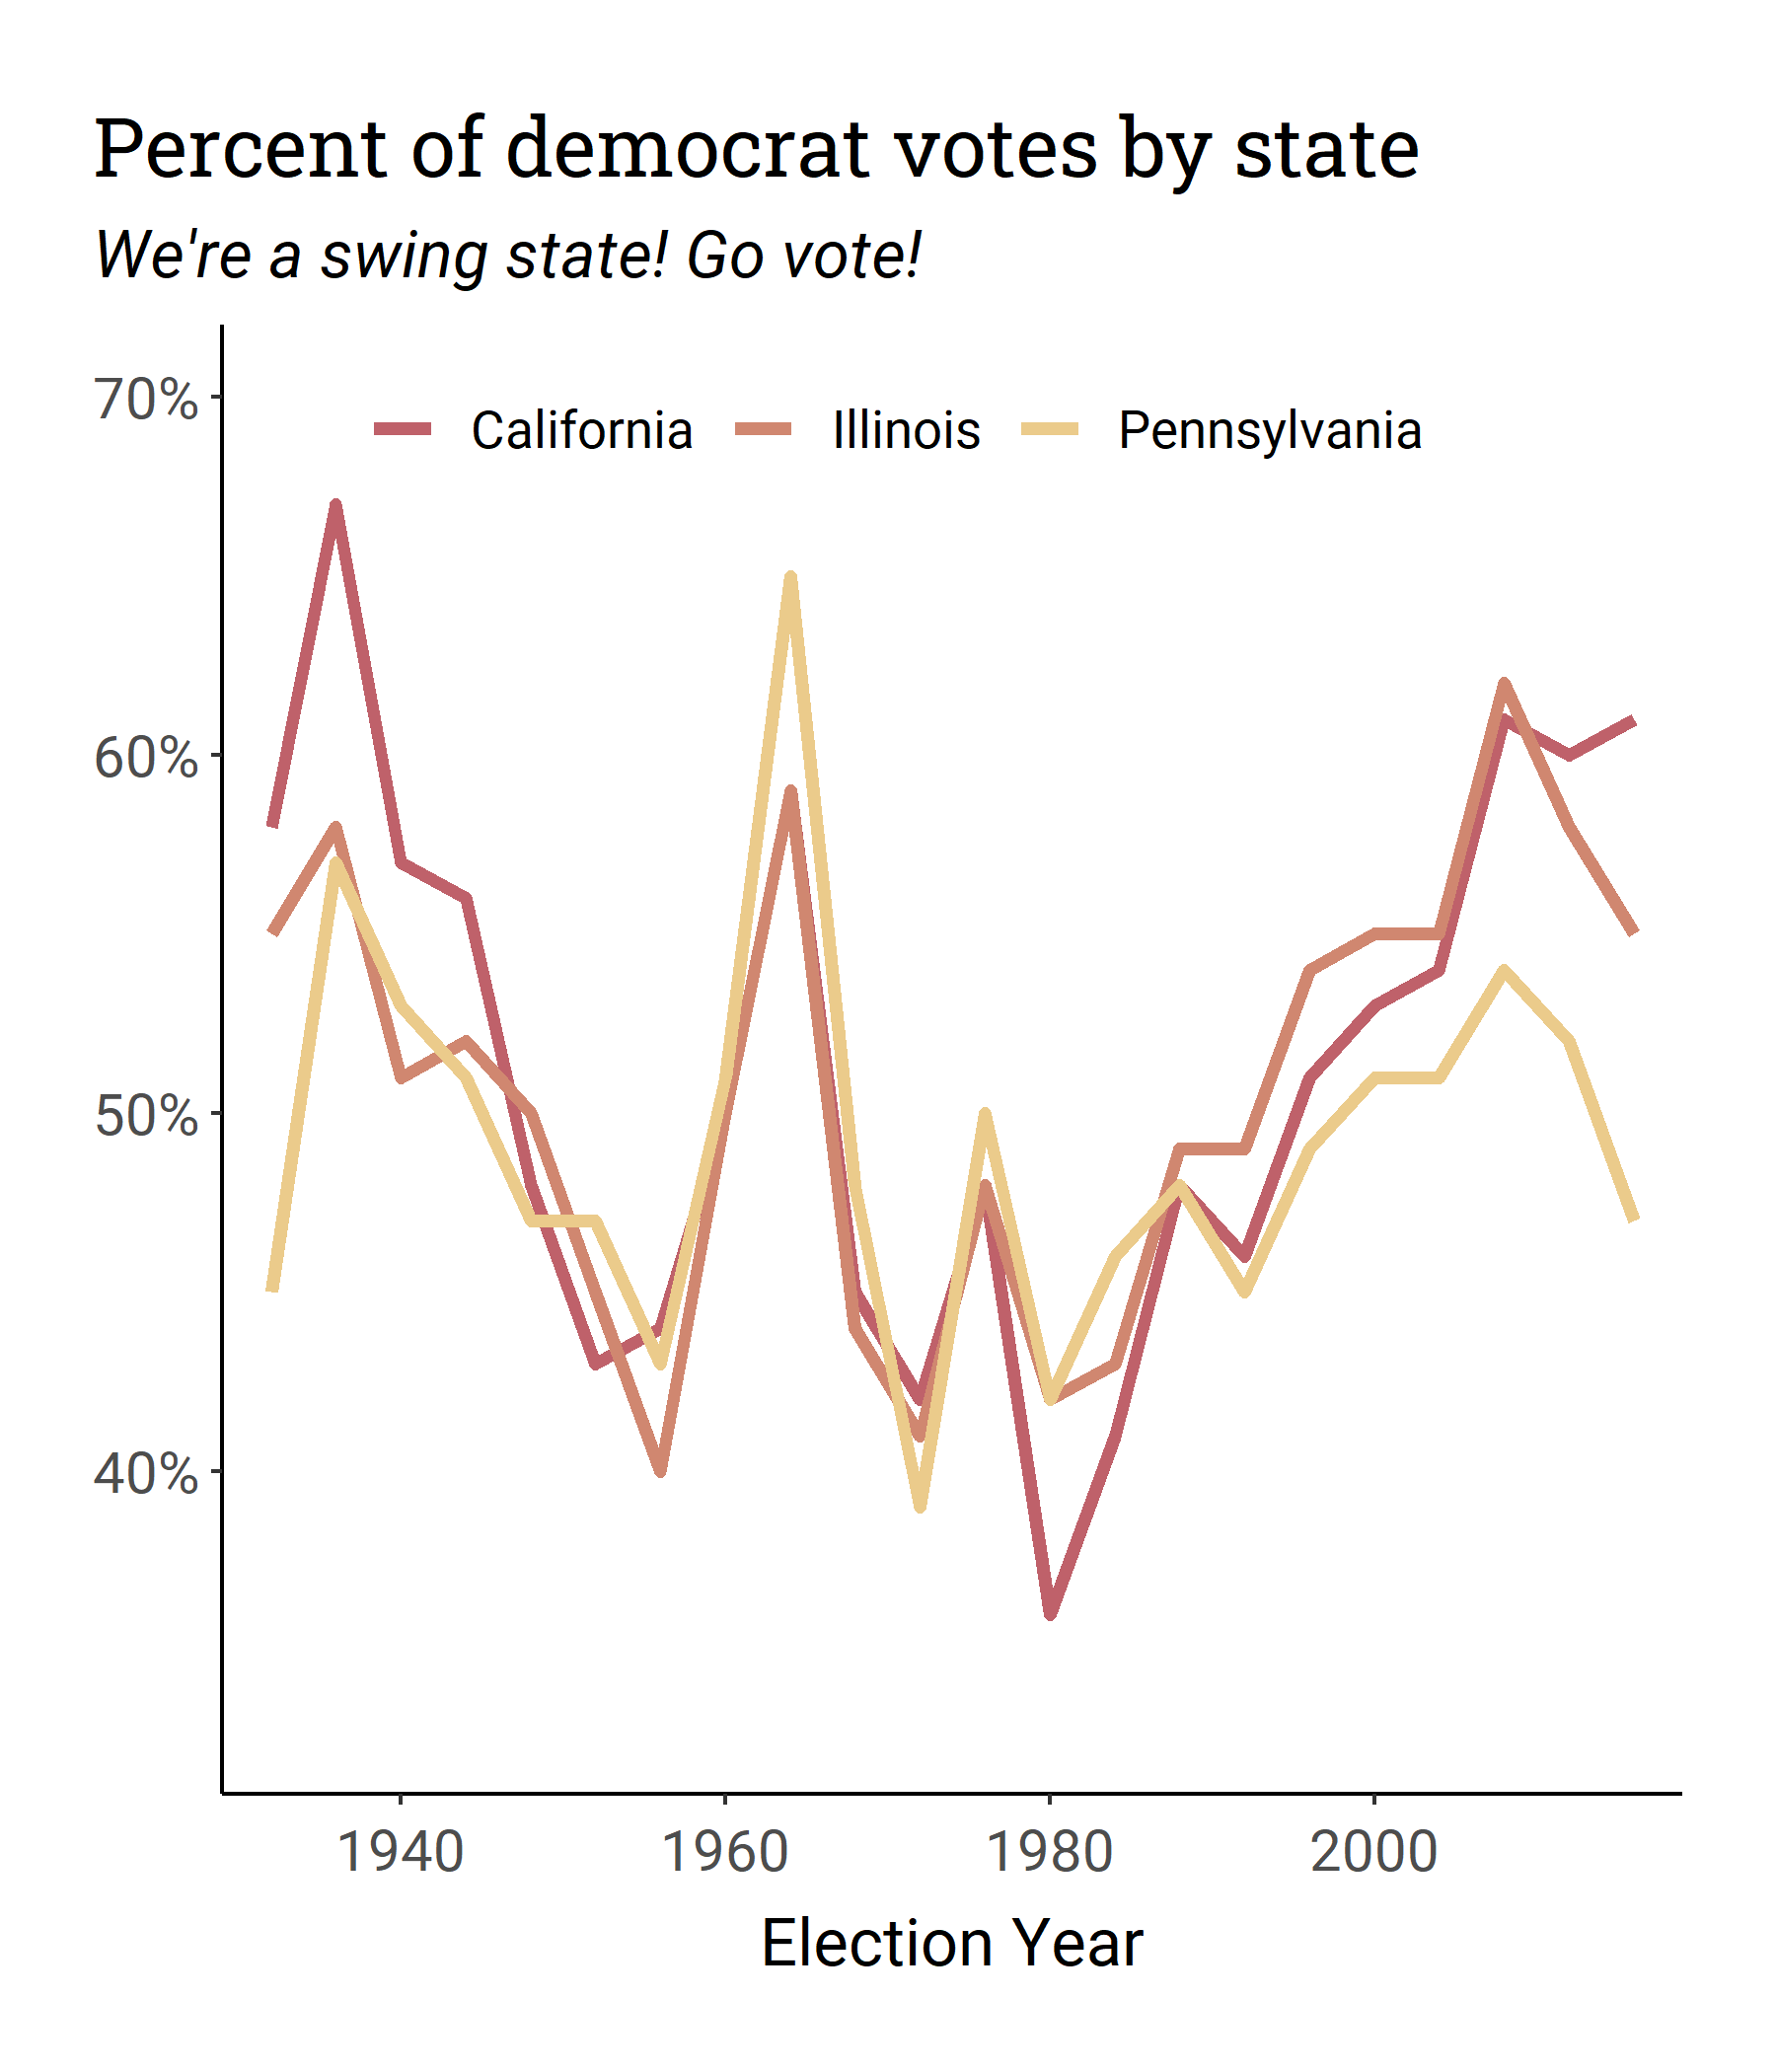 Percent of democrat votes by state
We're a swing state! Go vote!
70%
California Illinois Pennsylvania
60%
50%
40%
1940 1960 1980 2000
Election Year